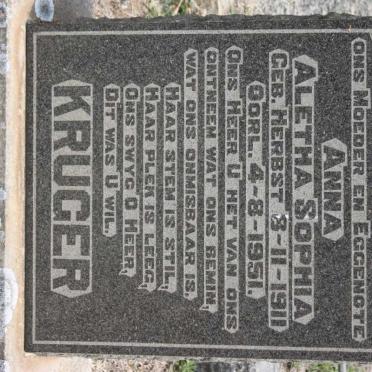 ONS MOEDER EN EGGENOTE
ANNA
ALETHA SOPHIA
GEB. HERBST 3-11-1911
OORL. 4-8-1951.
ONS HEER U HET VAN ONS
ONTNEEM WAT ONS BEMIN,
WAT ONS ONMISBAAR IS.
HAAR STEM IS STIL,
HAAR PLEK IS LEEG,
ONS SWYG O HEER,
DIT WAS U WIL.
KRUGER